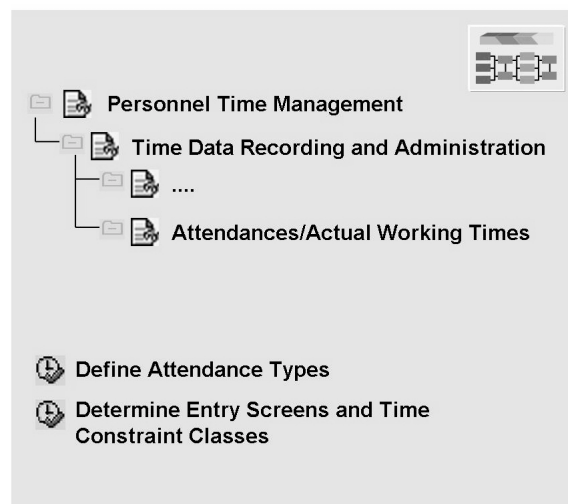 Personnel Time Management
Time Data Recording and Administration
....
Attendances/Actual Working Times
Define Attendance Types
Determine Entry Screens and Time
Constraint Classes